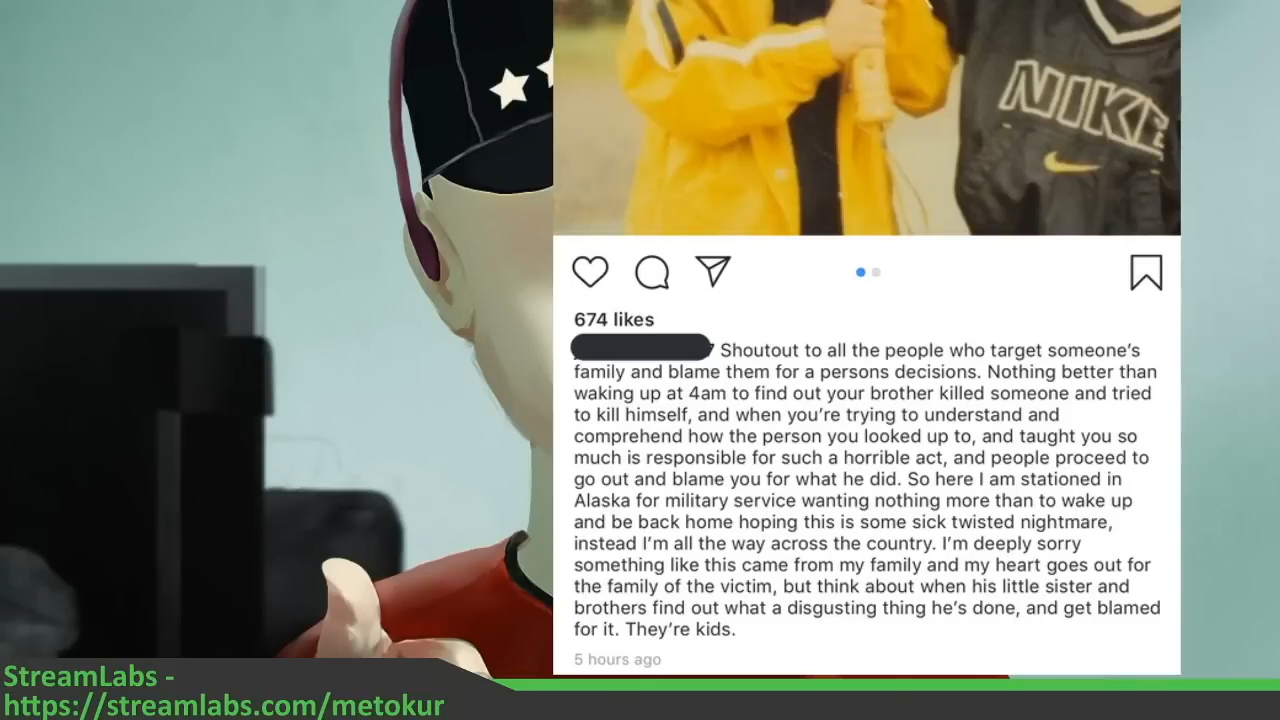 NIKE
674 likes
Shoutout to all the people who target someone's
family and blame them for a persons decisions. Nothing better than
waking up at 4am to find out your brother killed someone and tried
to kill himself, and when you're trying to understand and
comprehend how the person you looked up to, and taught you so
much is responsible for such a horrible act, and people proceed to
go out and blame you for what he did. So here I am stationed in
Alaska for military service wanting nothing more than to wake up
and be back home hoping this is some sick twisted nightmare,
instead I'm all the way across the country. I'm deeply sorry
something like this came from my family and my heart goes out for
the family of the victim, but think about when his little sister and
brothers find out what a disgusting thing he's done, and get blamed
for it. They're kids.
5 hours ago
StreamLabs -
https://streamlabs.com/metokur